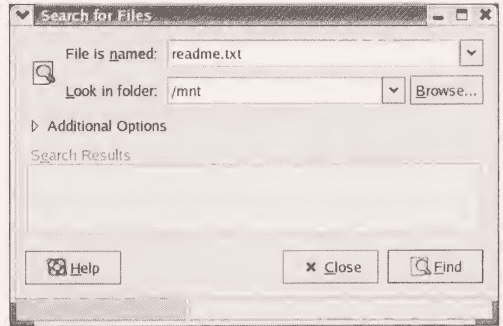 Search for Files
File is named: readme.txt
Look in folder: /mnt Browse...
Additional Options
Search Results
Help Close Find